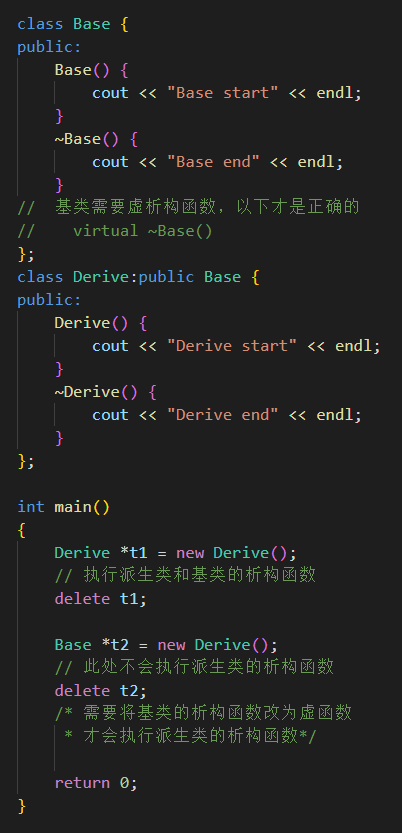 class Base {
public:
    Base() {
        cout << "Base start" << endl;
    }
    ~Base() {
        cout << "Base end" << endl;
    }
//  基类需要虚析构函数，以下才是正确的
//    virtual ~Base()
};
class Derive:public Base {
public:
    Derive() {
        cout << "Derive start" << endl;
    }
    ~Derive() {
        cout << "Derive end" << endl;
    }
};

int main()
{
    Derive *t1 = new Derive();
    // 执行派生类和基类的析构函数
    delete t1;

    Base *t2 = new Derive();
    // 此处不会执行派生类的析构函数
    delete t2;
    /* 需要将基类的析构函数改为虚函数
     * 才会执行派生类的析构函数*/

    return 0;
}